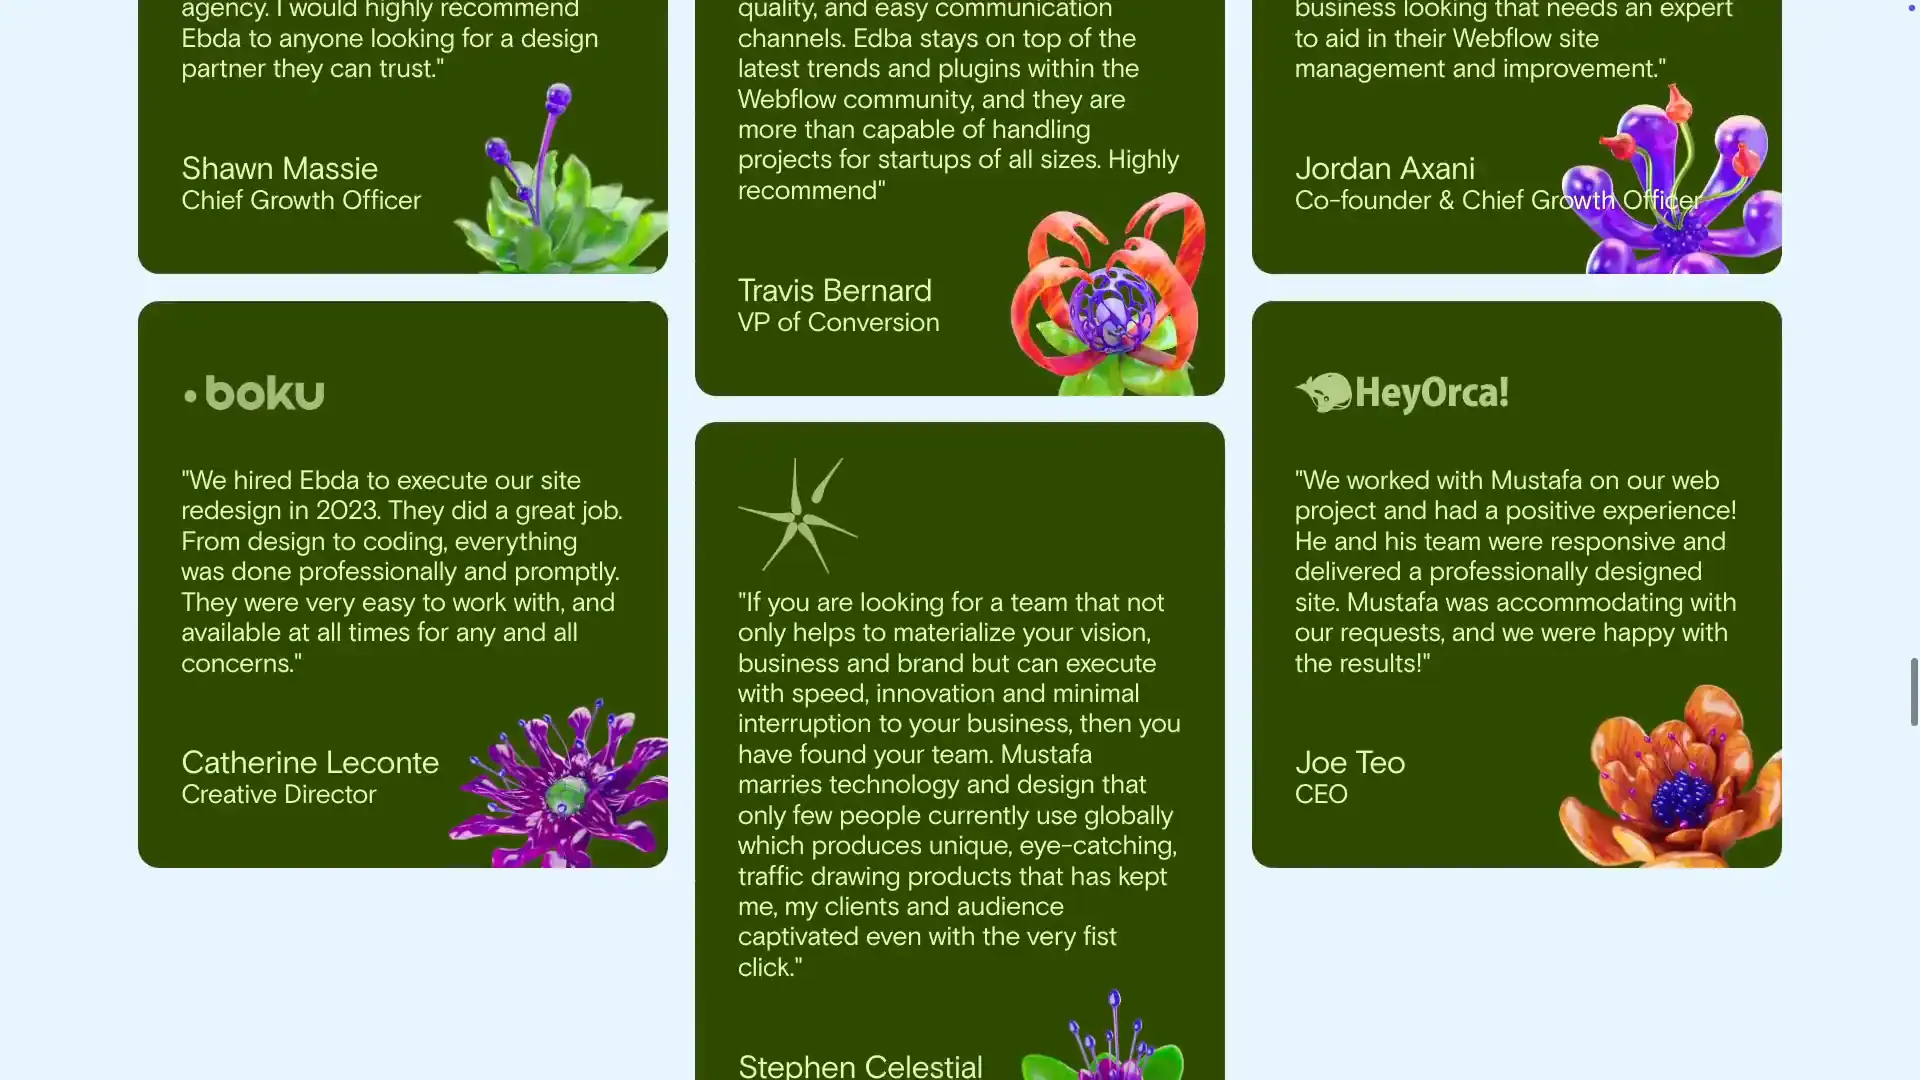 agency. I would highly recommend
Ebda to anyone looking for a design
partner they can trust."
Shawn Massie
Chief Growth Officer
quality, and easy communication
channels. Edba stays on top of the
latest trends and plugins within the
Webflow community, and they are
more than capable of handling
projects for startups of all sizes. Highly
recommend"
Travis Bernard
VP of Conversion
business looking that needs an expert
to aid in their Webflow site
management and improvement."
Jordan Axani
Co-founder & Chief Growth Officer
boku
"We hired Ebda to execute our site
redesign in 2023. They did a great job.
From design to coding, everything
was done professionally and promptly.
They were very easy to work with, and
available at all times for any and all
concerns."
Catherine Leconte
Creative Director
"If you are looking for a team that not
only helps to materialize your vision,
business and brand but can execute
with speed, innovation and minimal
interruption to your business, then you
have found your team. Mustafa
marries technology and design that
only few people currently use globally
which produces unique, eye-catching,
traffic drawing products that has kept
me, my clients and audience
captivated even with the very fist
click."
Stephen Celestial
HeyOrca!
"We worked with Mustafa on our web
project and had a positive experience!
He and his team were responsive and
delivered a professionally designed
site. Mustafa was accommodating with
our requests, and we were happy with
the results!"
Joe Teo
CEO